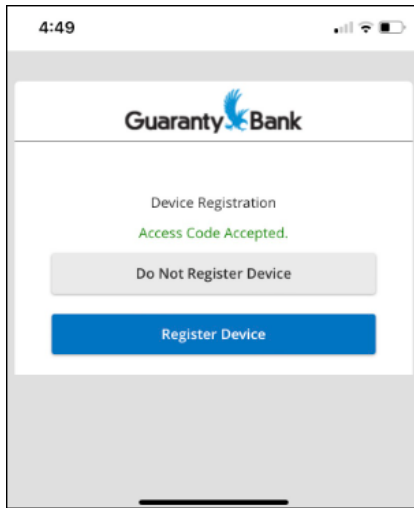 4:49
Guaranty Bank
Device Registration
Access Code Accepted.
Do Not Register Device
Register Device